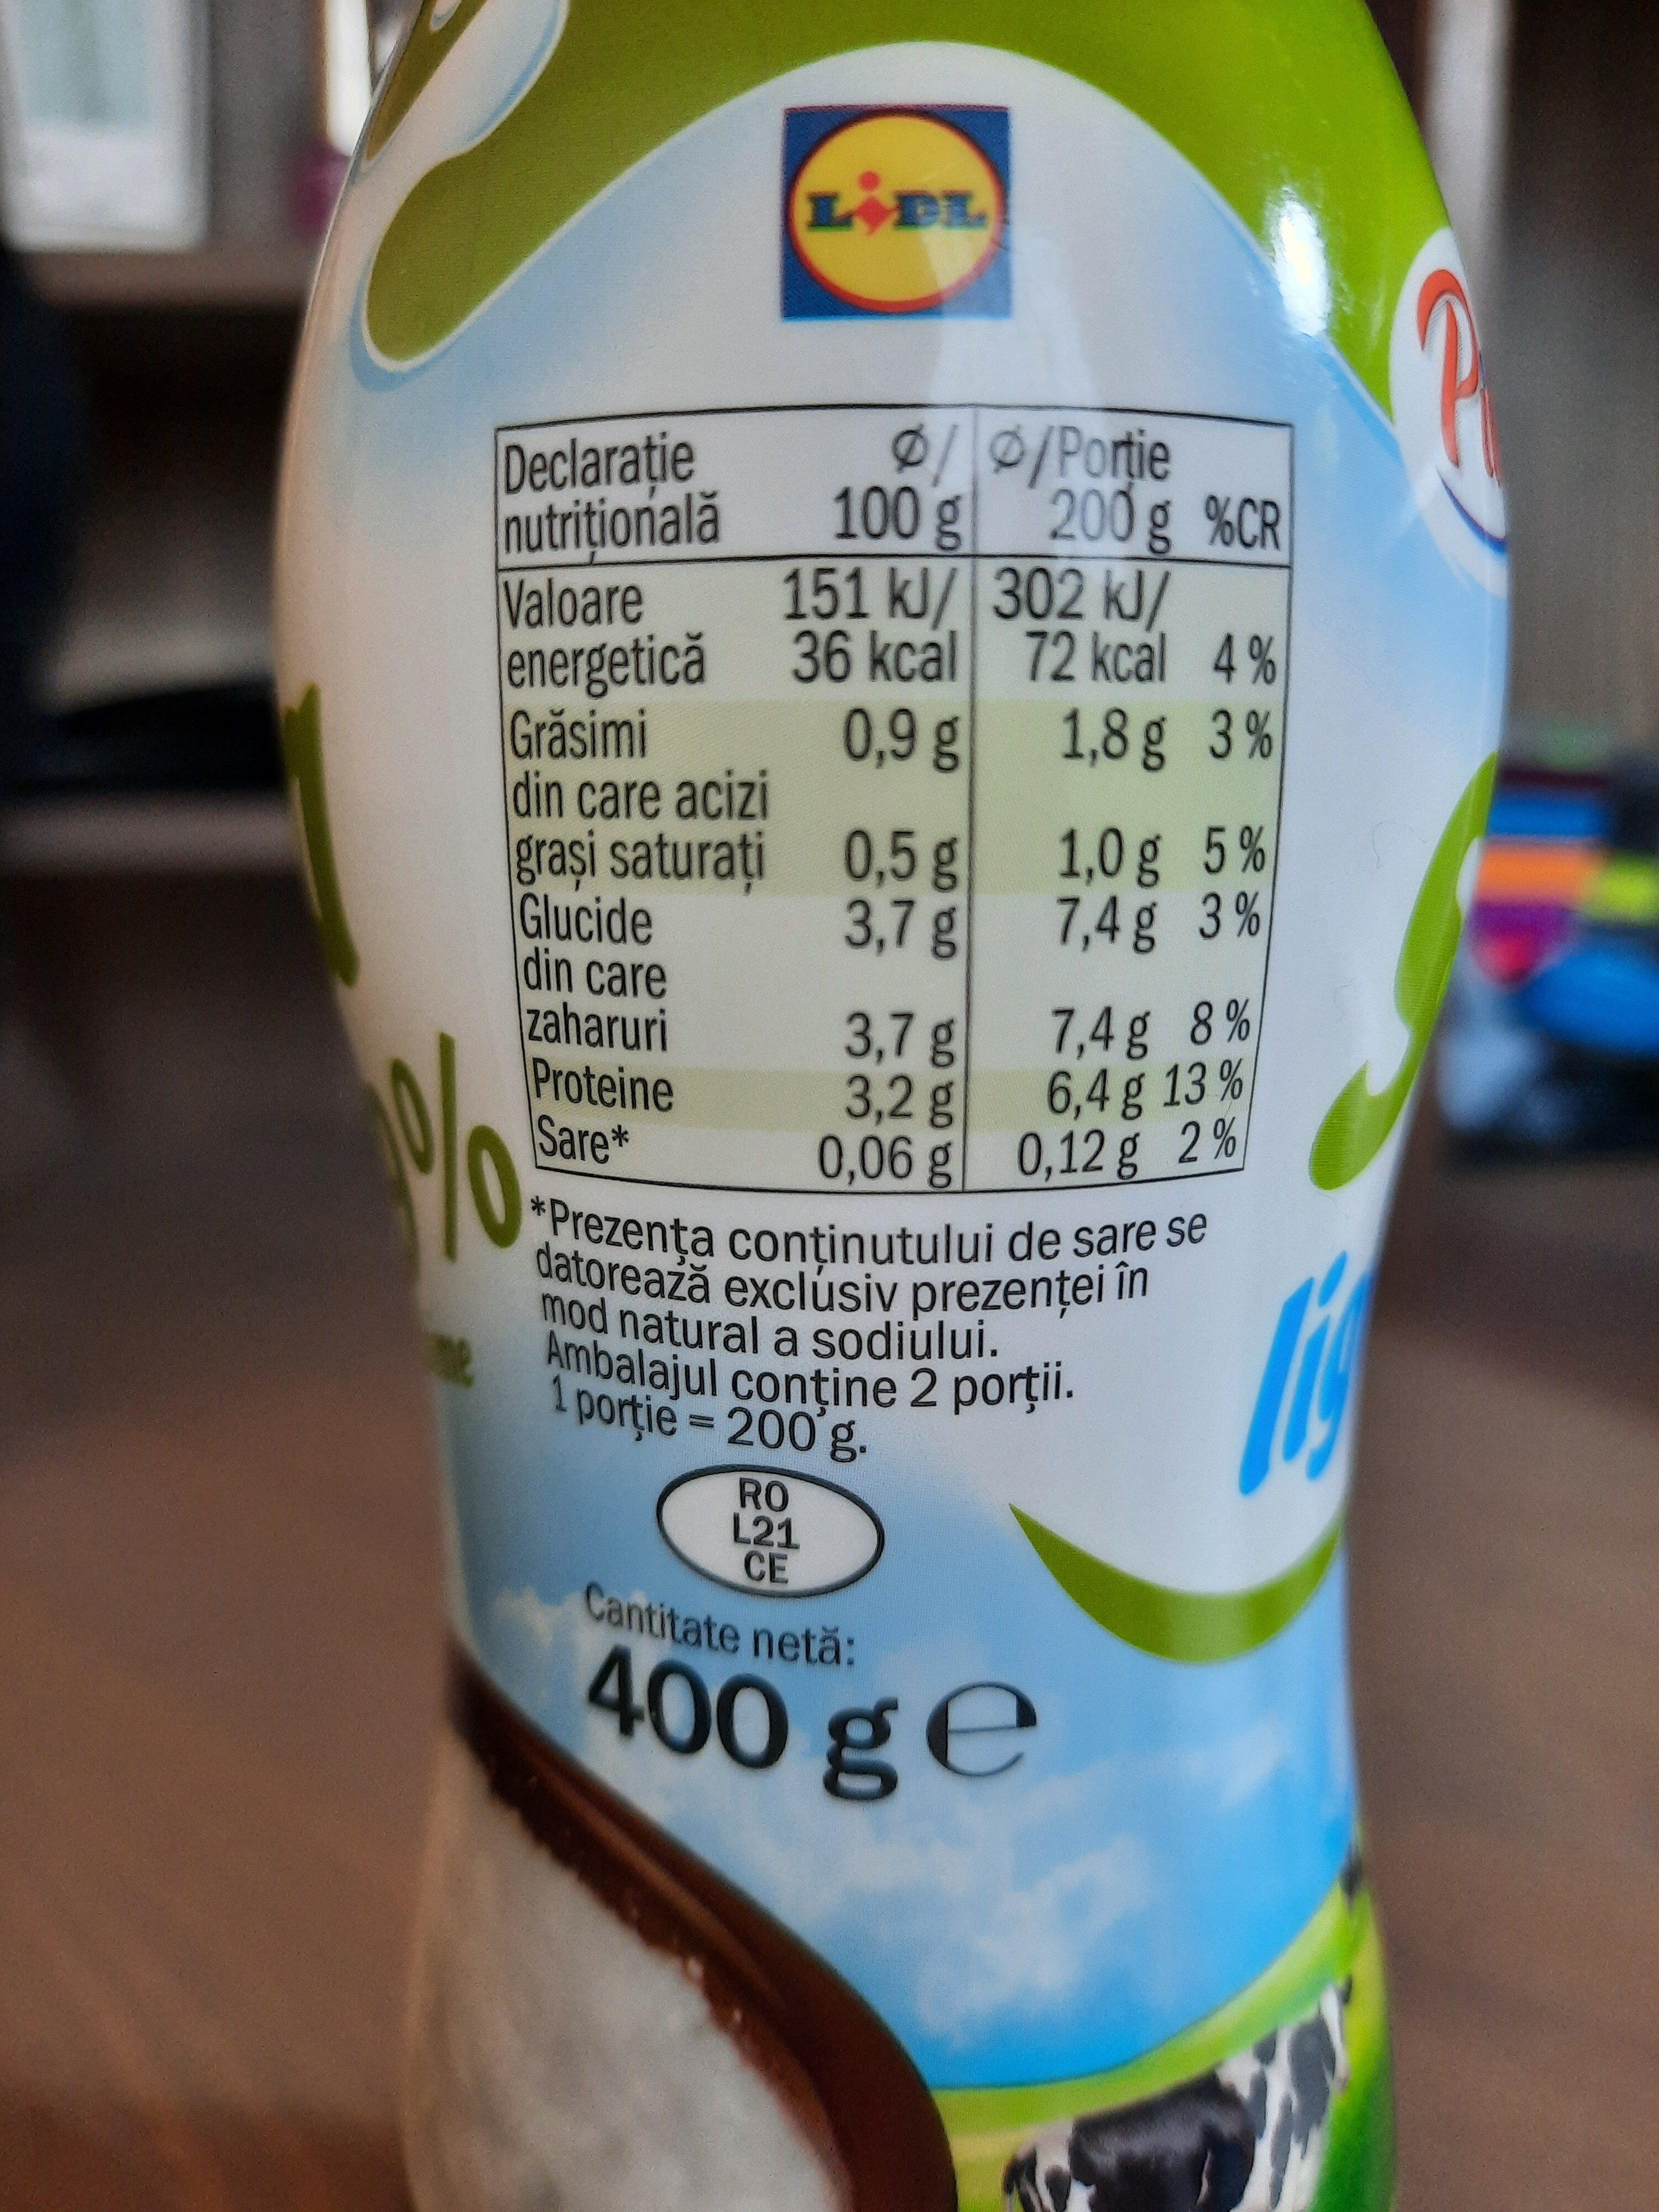 LIDL
Declarație Ø/ Ø/Porție
nutrițională 100 g 200 g %CR
Valoare 151 kJ/ 302 kJ/
energetică 36 kcal 72 kcal 4 %
Grăsimi 0,9 g 1,8 g 3 %
din care acizi
grași saturați 0,5 g 1,0 g 5 %
Glucide 3,7 g 7,4 g 3 %
din care
zaharuri 3,7 g 7,4 g 8 %
Proteine 3,2 g 6,4 g 13 %
Sare* 0,06 g 0,12 g 2 %
%
*Prezența conținutului de sare se
datorează exclusiv prezenței în
mod natural a sodiului.
Ambalajul conține 2 porții.
1 porție = 200 g.
RO
L21
CE
Cantitate netă:
400 g e